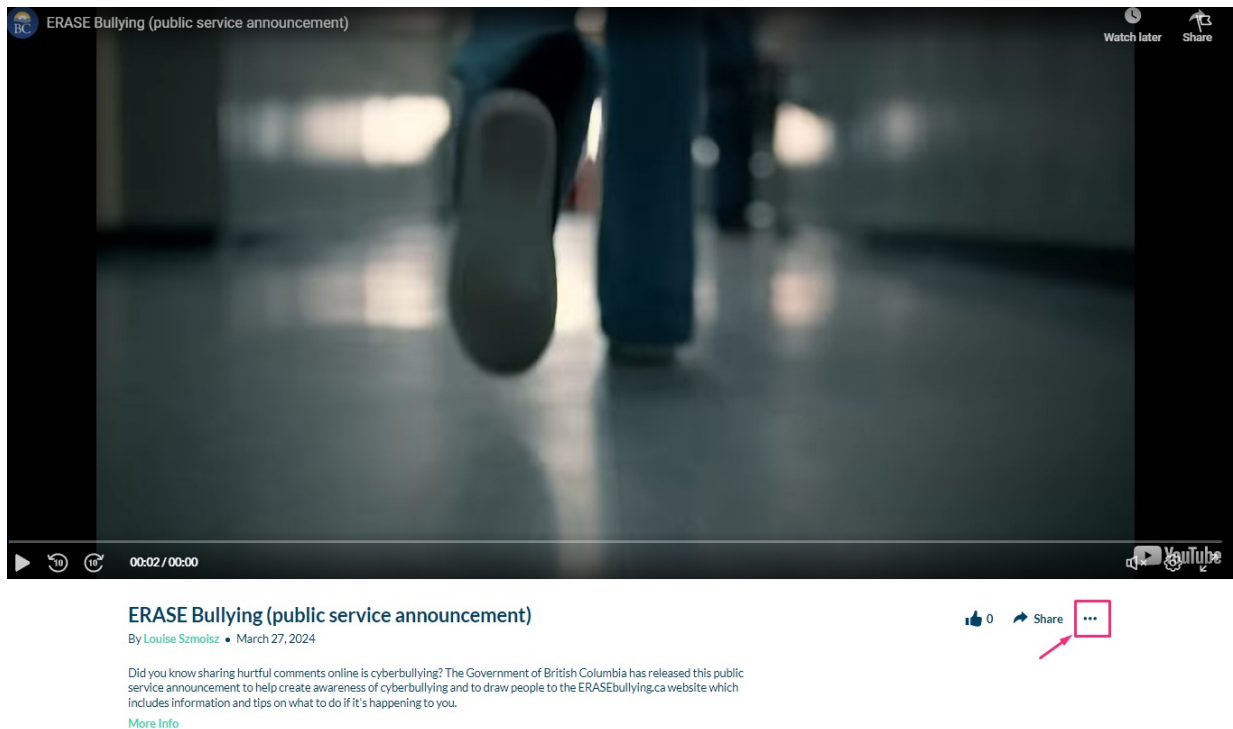 BC
ERASE Bullying (public service announcement)
Watch later
Share
10
10
00:02 / 00:00
YouTube
ERASE Bullying (public service announcement)
0
Share
By Louise Szmoisz • March 27, 2024
Did you know sharing hurtful comments online is cyberbullying? The Government of British Columbia has released this public
service announcement to help create awareness of cyberbullying and to draw people to the ERASEbullying.ca website which
includes information and tips on what to do if it's happening to you.
More Info